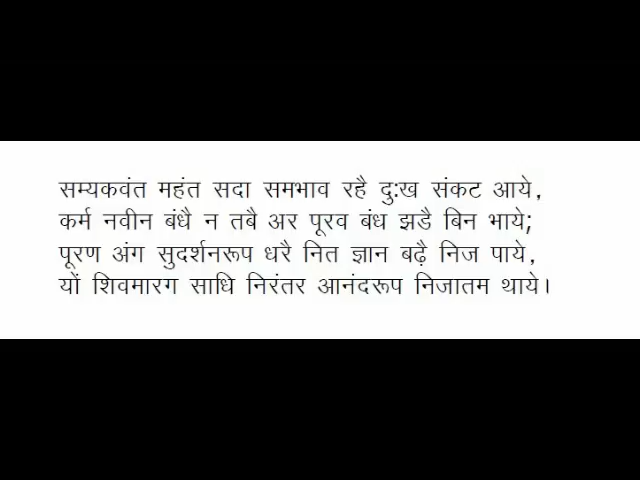 सम्यकवंत महंत सदा समभाव रहै दुःख संकट आये,
कर्म नवीन बंधै न तबै अर पूरव बंध झडै बिन भाये;
पूरण अंग सुदर्शनरूप धरै नित ज्ञान बढ़ै निज पाये,
यों शिवमारग साधि निरंतर आनंदरूप निजातम थाये।